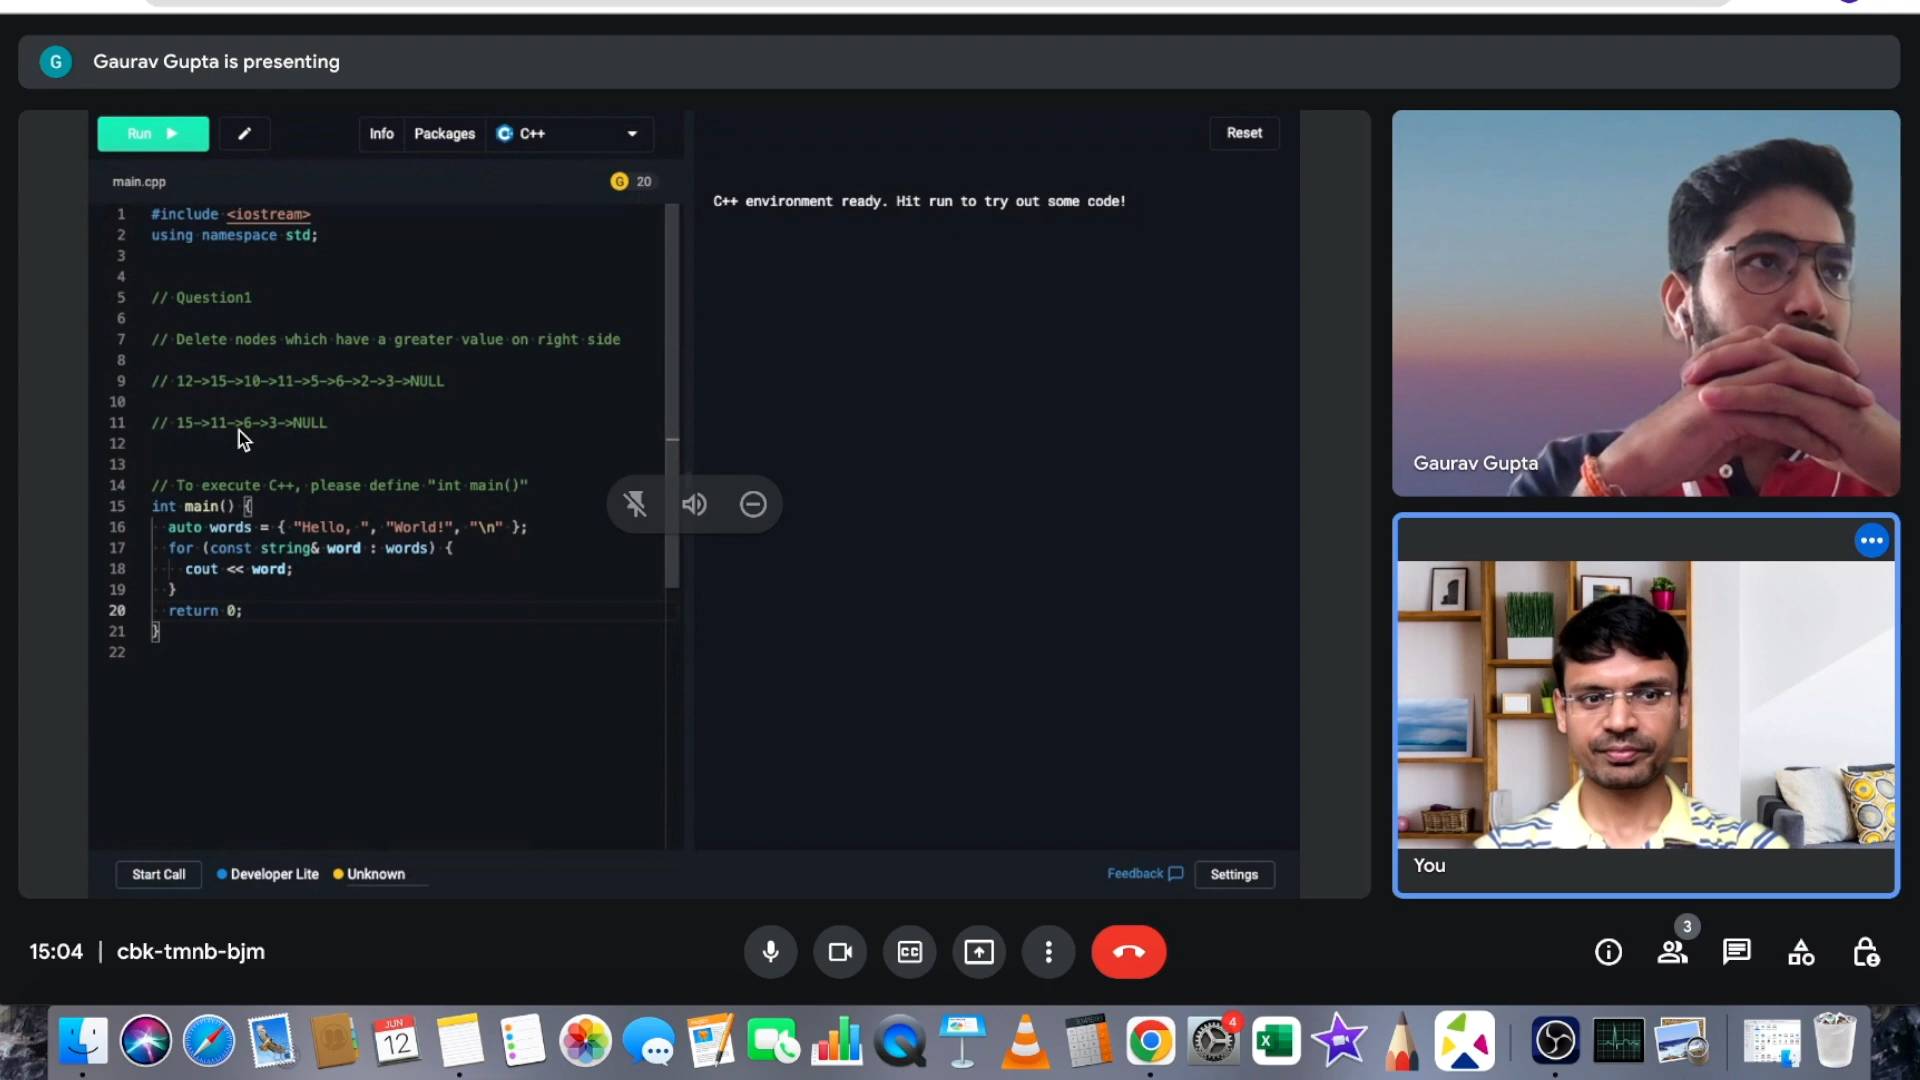 G Gaurav Gupta is presenting
Run Info Packages C++ Reset
main.cpp G 20
C++ environment ready. Hit run to try out some code!
1 #include <iostream>
2 using namespace std;
3
4
5 // Question1
6
7 // Delete nodes which have a greater value on right side
8
9 // 12->15->10->11->5->6->2->3->NULL
10
11 // 15->11->6->3->NULL
12
13
14 // To execute C++, please define "int main()"
15 int main() {
16 auto words = { "Hello, ", "World!", "\n" };
17 for (const string& word : words) {
18 cout << word;
19 }
20 return 0;
21 }
22
Gaurav Gupta
You
Start Call Developer Lite Unknown Feedback Settings
15:04 | cbk-tmnb-bjm
CC
3
JUN
12
4
X